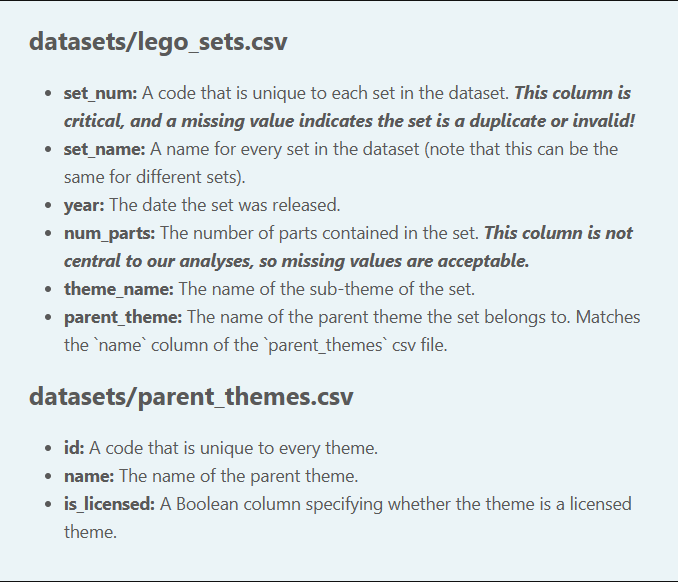 datasets/lego_sets.csv
set_num: A code that is unique to each set in the dataset. This column is
critical, and a missing value indicates the set is a duplicate or invalid!
set_name: A name for every set in the dataset (note that this can be the
same for different sets).
year: The date the set was released.
num_parts: The number of parts contained in the set. This column is not
central to our analyses, so missing values are acceptable.
theme_name: The name of the sub-theme of the set.
parent_theme: The name of the parent theme the set belongs to. Matches
the `name` column of the `parent_themes` csv file.
datasets/parent_themes.csv
id: A code that is unique to every theme.
name: The name of the parent theme.
is_licensed: A Boolean column specifying whether the theme is a licensed
theme.